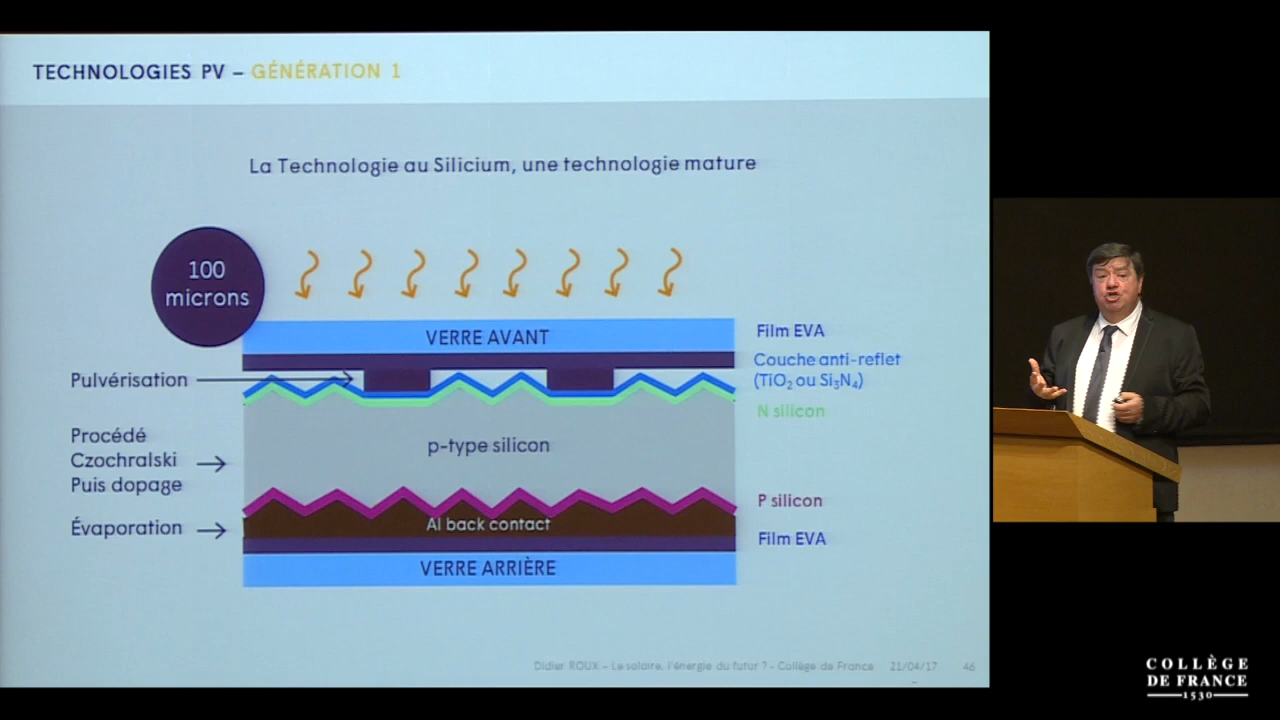 TECHNOLOGIES PV – GÉNÉRATION 1
La Technologie au Silicium, une technologie mature
100
microns
VERRE AVANT
Film EVA
Couche anti-reflet
(TiO₂ ou Si₃N₄)
Pulvérisation
N silicon
Procédé
Czochralski
Puis dopage
p-type silicon
P silicon
Évaporation
Al back contact
Film EVA
VERRE ARRIÈRE
Didier ROUX – Le solaire, l'énergie du futur ? - Collège de France 21/04/17 46
COLLÈGE
DE FRANCE
1530